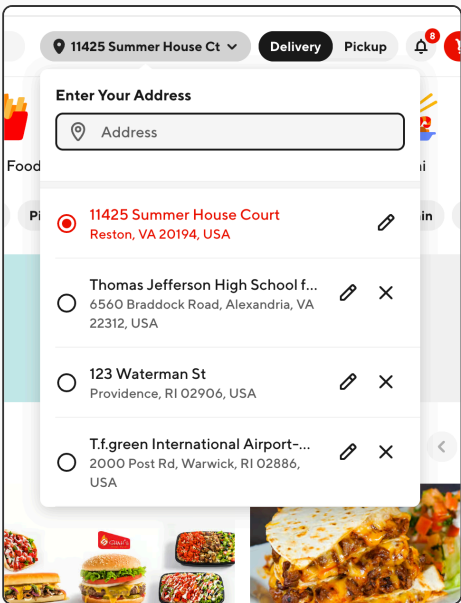 11425 Summer House Ct
Delivery
Pickup
8
Enter Your Address
Address
Food
11425 Summer House Court
Reston, VA 20194, USA
Thomas Jefferson High School f...
6560 Braddock Road, Alexandria, VA
22312, USA
123 Waterman St
Providence, RI 02906, USA
T.f.green International Airport-...
2000 Post Rd, Warwick, RI 02886,
USA